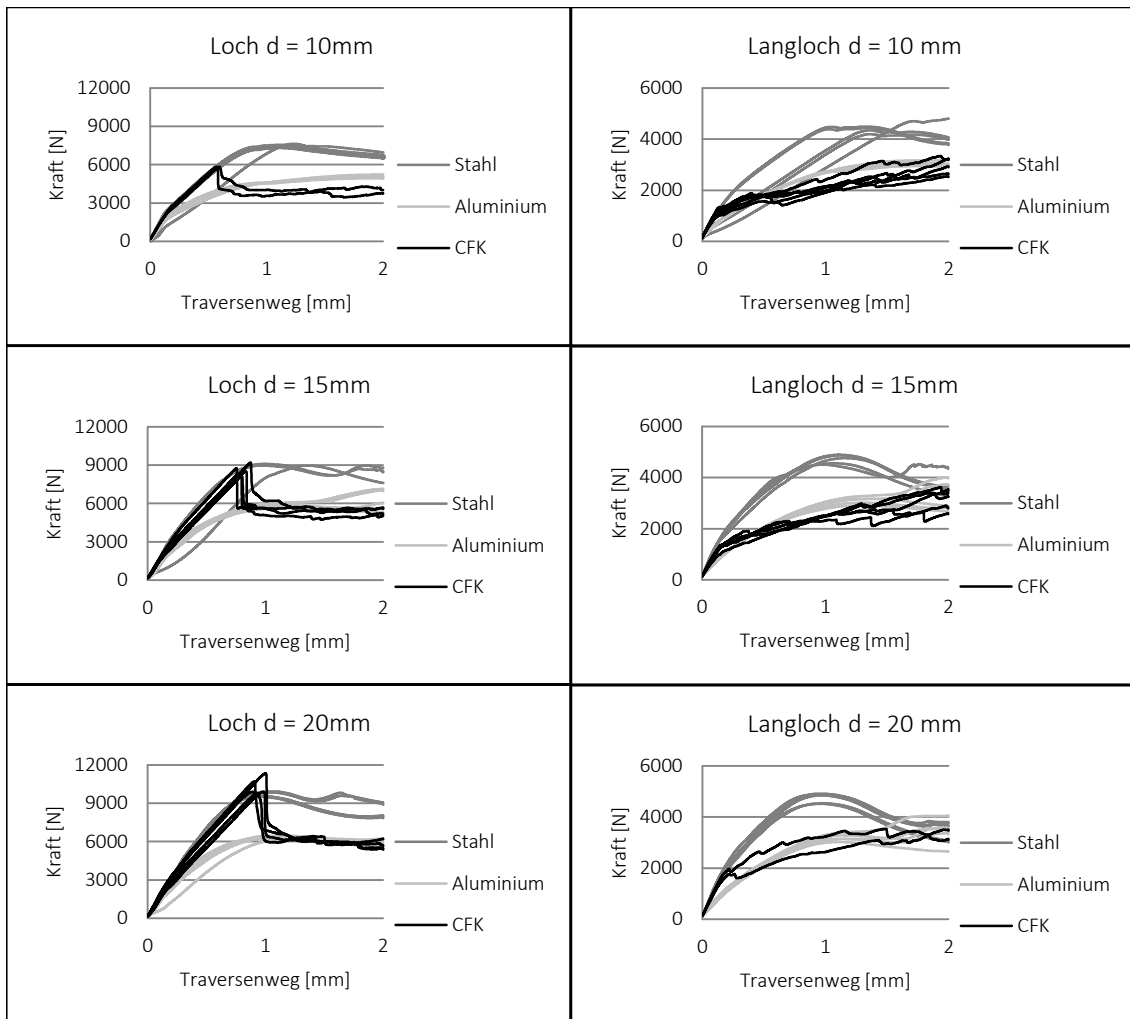 Loch d = 10mm
12000
9000
6000
3000
0
Kraft [N]
0 1 2
Traversenweg [mm]
Stahl
Aluminium
CFK
Langloch d = 10 mm
6000
4000
2000
0
Kraft [N]
0 1 2
Traversenweg [mm]
Stahl
Aluminium
CFK
Loch d = 15mm
12000
9000
6000
3000
0
Kraft [N]
0 1 2
Traversenweg [mm]
Stahl
Aluminium
CFK
Langloch d = 15mm
6000
4000
2000
0
Kraft [N]
0 1 2
Traversenweg [mm]
Stahl
Aluminium
CFK
Loch d = 20mm
12000
9000
6000
3000
0
Kraft [N]
0 1 2
Traversenweg [mm]
Stahl
Aluminium
CFK
Langloch d = 20 mm
6000
4000
2000
0
Kraft [N]
0 1 2
Traversenweg [mm]
Stahl
Aluminium
CFK